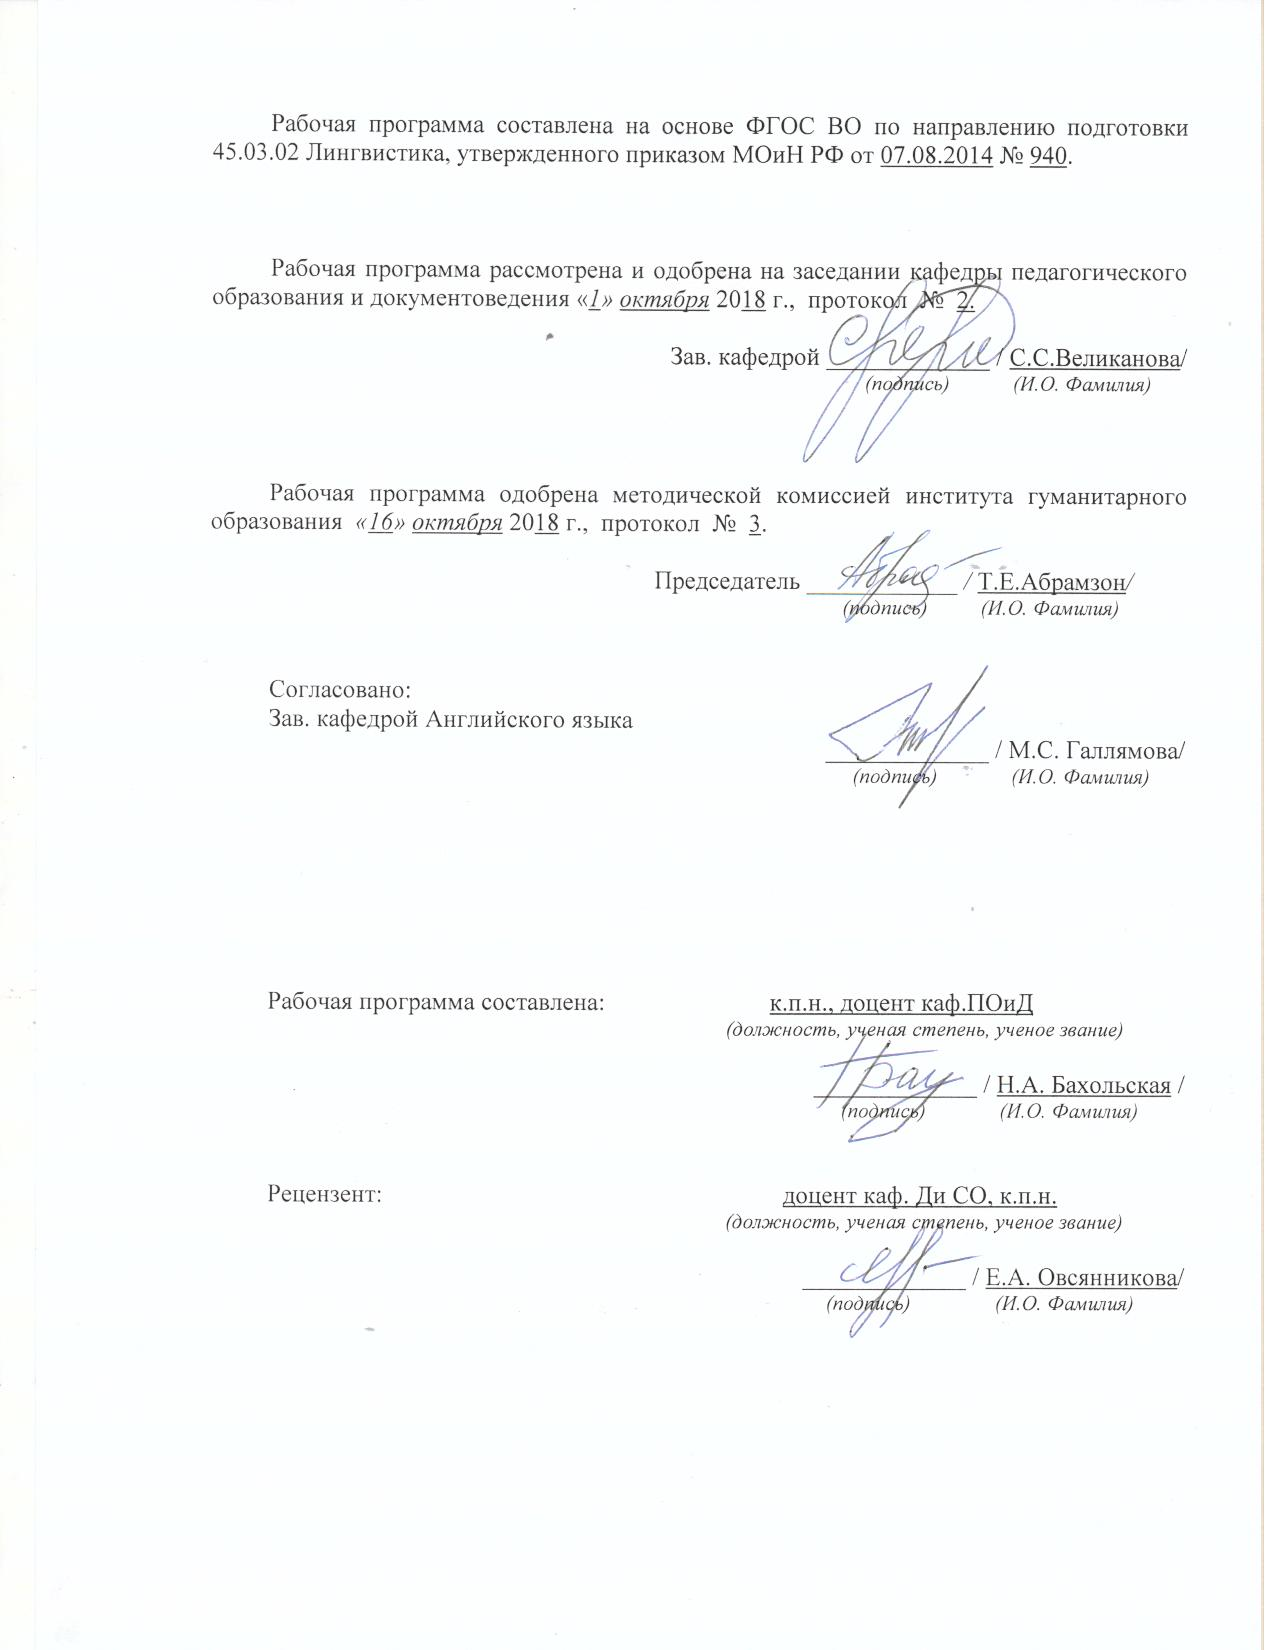 Рабочая программа составлена на основе ФГОС ВО по направлению подготовки
45.03.02 Лингвистика, утвержденного приказом МОиН РФ от 07.08.2014 № 940.
Рабочая программа рассмотрена и одобрена на заседании кафедры педагогического
образования и документоведения «1» октября 2018 г., протокол № 2.
Зав. кафедрой _____________ / С.С.Великанова/
(подпись) (И.О. Фамилия)
Рабочая программа одобрена методической комиссией института гуманитарного
образования «16» октября 2018 г., протокол № 3.
Председатель ____________ / Т.Е.Абрамзон/
(подпись) (И.О. Фамилия)
Согласовано:
Зав. кафедрой Английского языка
_____________ / М.С. Галлямова/
(подпись) (И.О. Фамилия)
Рабочая программа составлена: к.п.н., доцент каф.ПОиД
(должность, ученая степень, ученое звание)
_____________ / Н.А. Бахольская /
(подпись) (И.О. Фамилия)
Рецензент: доцент каф. Ди СО, к.п.н.
(должность, ученая степень, ученое звание)
_____________ / Е.А. Овсянникова/
(подпись) (И.О. Фамилия)